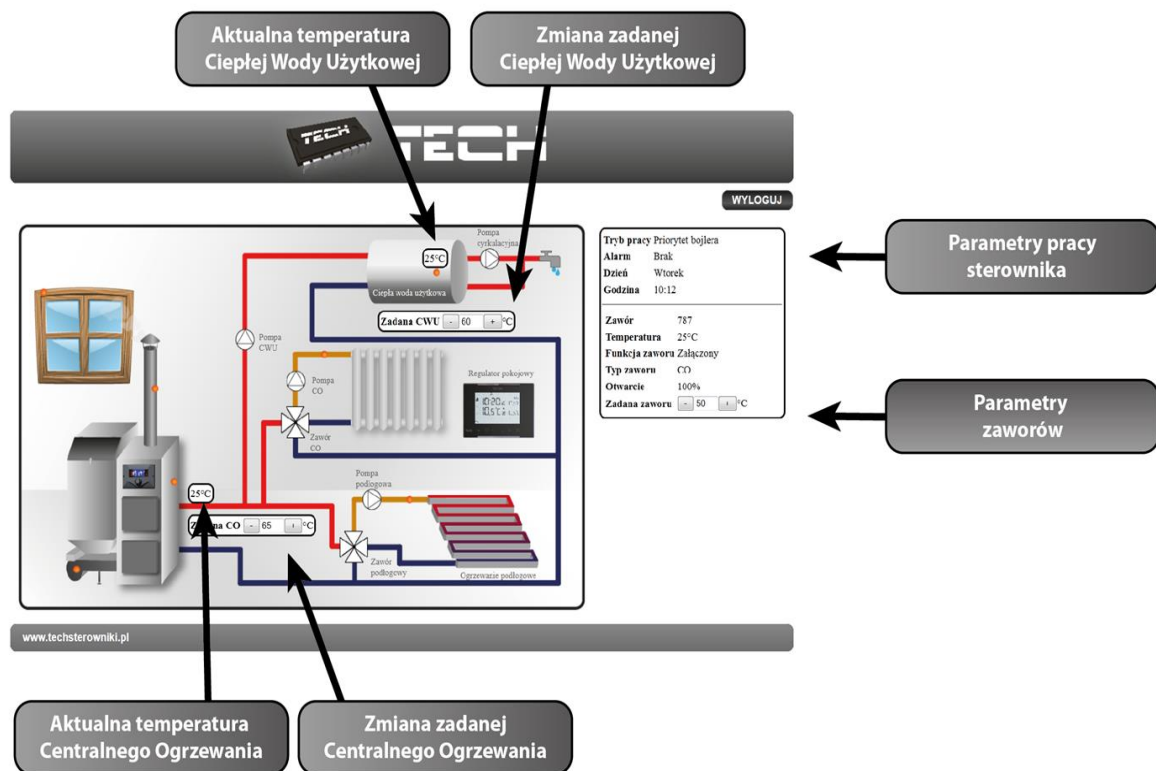 Aktualna temperatura
Ciepłej Wody Użytkowej
Zmiana zadanej
Ciepłej Wody Użytkowej
TECH
TECH
WYLOGUJ
Pompa
cyrkalacyjna
25°C
Ciepła woda użytkowa
Zadana CWU - 60 + °C
Pompa
CWU
Pompa
CO
Regulator pokojowy
Zawór
CO
Pompa
podłogowa
25°C
CO - 65 + °C
Zawór
podłogowy
Ogrzewanie podłogowe
Tryb pracy Priorytet bojlera
Alarm Brak
Dzień Wtorek
Godzina 10:12
Zawór 787
Temperatura 25°C
Funkcja zaworu Załączony
Typ zaworu CO
Otwarcie 100%
Zadana zaworu - 50 + °C
Parametry pracy
sterownika
Parametry
zaworów
www.techsterowniki.pl
Aktualna temperatura
Centralnego Ogrzewania
Zmiana zadanej
Centralnego Ogrzewania